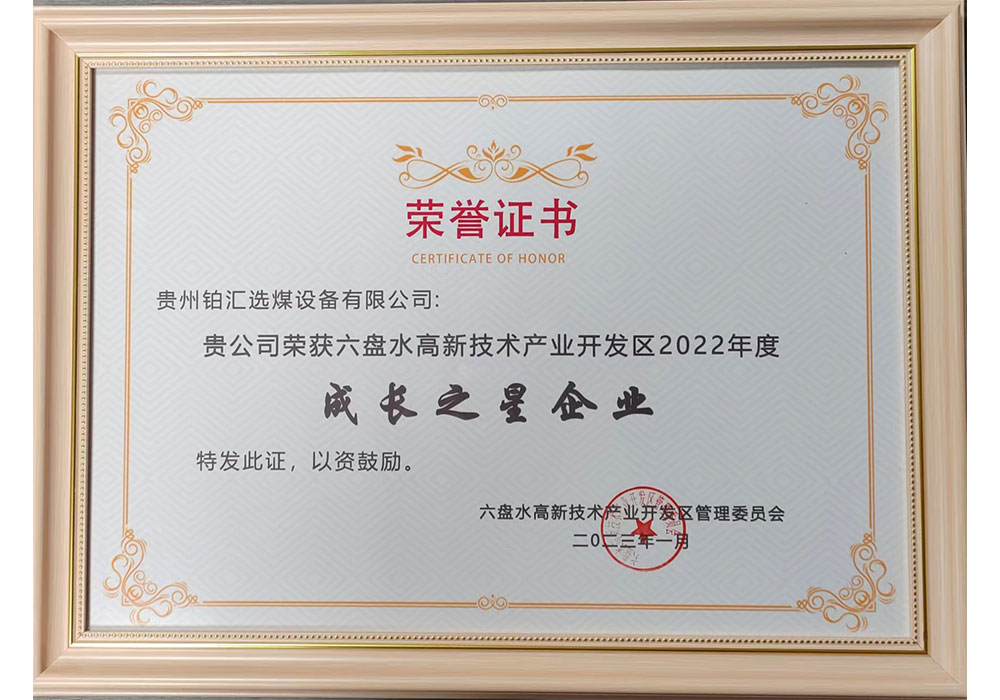 荣誉证书
CERTIFICATE OF HONOR
贵州铂汇选煤设备有限公司:
贵公司荣获六盘水高新技术产业开发区2022年度
成长之星企业
特发此证，以资鼓励。
六盘水高新技术产业开发区管理委员会
二0二三年一月